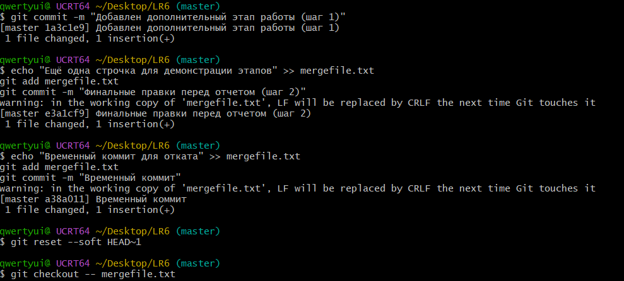 qwertyui@ UCRT64 ~/Desktop/LR6 (master)
$ git commit -m "Добавлен дополнительный этап работы (шаг 1)"
[master 1a3c1e9] Добавлен дополнительный этап работы (шаг 1)
1 file changed, 1 insertion(+)
qwertyui@ UCRT64 ~/Desktop/LR6 (master)
$ echo "Ещё одна строчка для демонстрации этапов" >> mergefile.txt
git add mergefile.txt
git commit -m "Финальные правки перед отчетом (шаг 2)"
warning: in the working copy of 'mergefile.txt', LF will be replaced by CRLF the next time Git touches it
[master e3a1cf9] Финальные правки перед отчетом (шаг 2)
1 file changed, 1 insertion(+)
qwertyui@ UCRT64 ~/Desktop/LR6 (master)
$ echo "Временный коммит для отката" >> mergefile.txt
git add mergefile.txt
git commit -m "Временный коммит"
warning: in the working copy of 'mergefile.txt', LF will be replaced by CRLF the next time Git touches it
[master a38a011] Временный коммит
1 file changed, 1 insertion(+)
qwertyui@ UCRT64 ~/Desktop/LR6 (master)
$ git reset --soft HEAD~1
qwertyui@ UCRT64 ~/Desktop/LR6 (master)
$ git checkout -- mergefile.txt